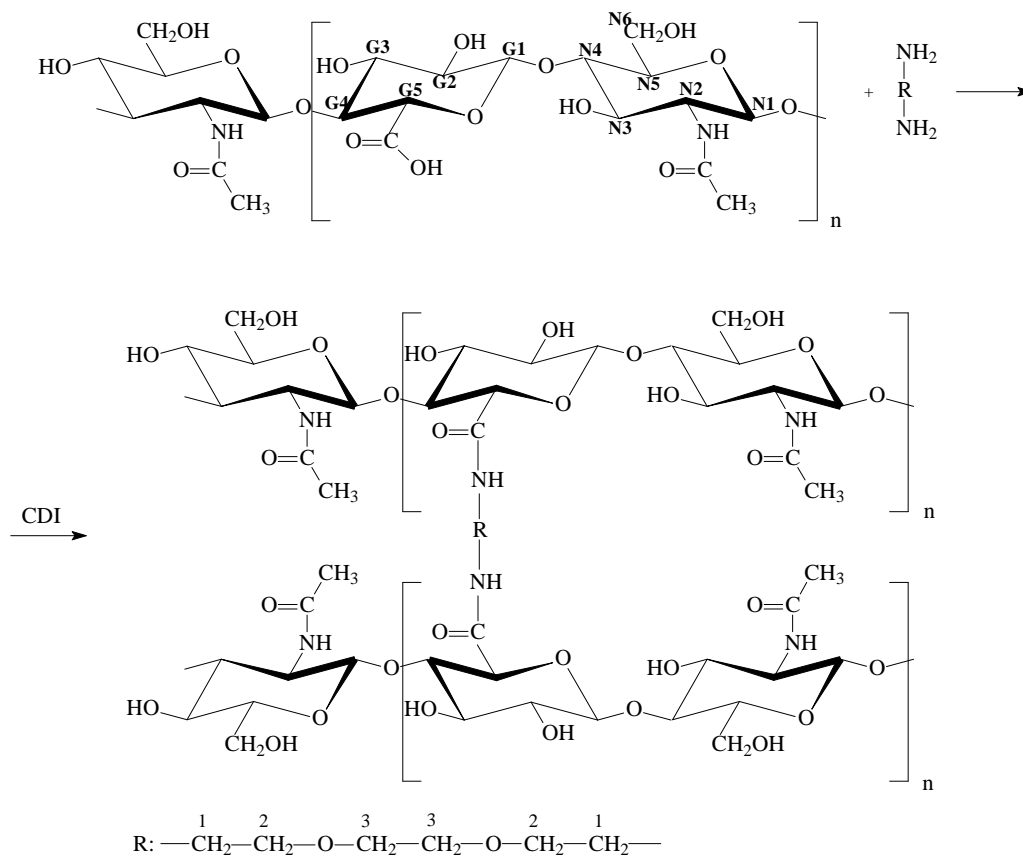 N6
CH2OH CH2OH
HO O HO G3 OH G2 G1 O N4 N5 O
G4 G5 O HO N3 N2 N1 O
O NH O OH NH
O C C O C
CH3 CH3
n
+
NH2
R
NH2
CH2OH OH CH2OH
HO O HO O O
O O HO O
NH O C NH
O C NH O C
CH3 CH3
n
CDI
R
CH3 NH CH3
O C O C O C
NH NH
O O HO O
HO O HO OH O O
CH2OH CH2OH
n
1 2 3 3 2 1
R: —CH2—CH2—O—CH2—CH2—O—CH2—CH2—